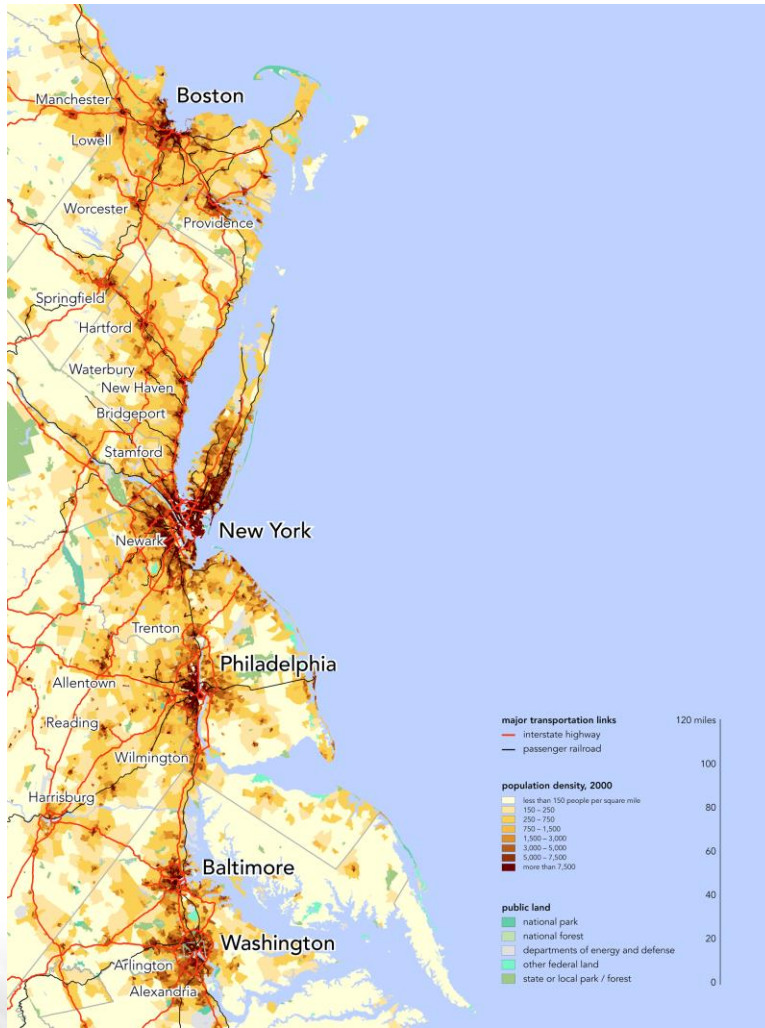 Boston
Manchester
Lowell
Worcester
Providence
Springfield
Hartford
Waterbury
New Haven
Bridgeport
Stamford
New York
Newark
Trenton
Philadelphia
Allentown
Reading
Wilmington
Harrisburg
Baltimore
Washington
Arlington
Alexandria
major transportation links
interstate highway
passenger railroad
population density, 2000
less than 150 people per square mile
150 – 250
250 – 750
750 – 1,500
1,500 – 3,000
3,000 – 5,000
5,000 – 7,500
more than 7,500
public land
national park
national forest
departments of energy and defense
other federal land
state or local park / forest
120 miles
100
80
60
40
20
0